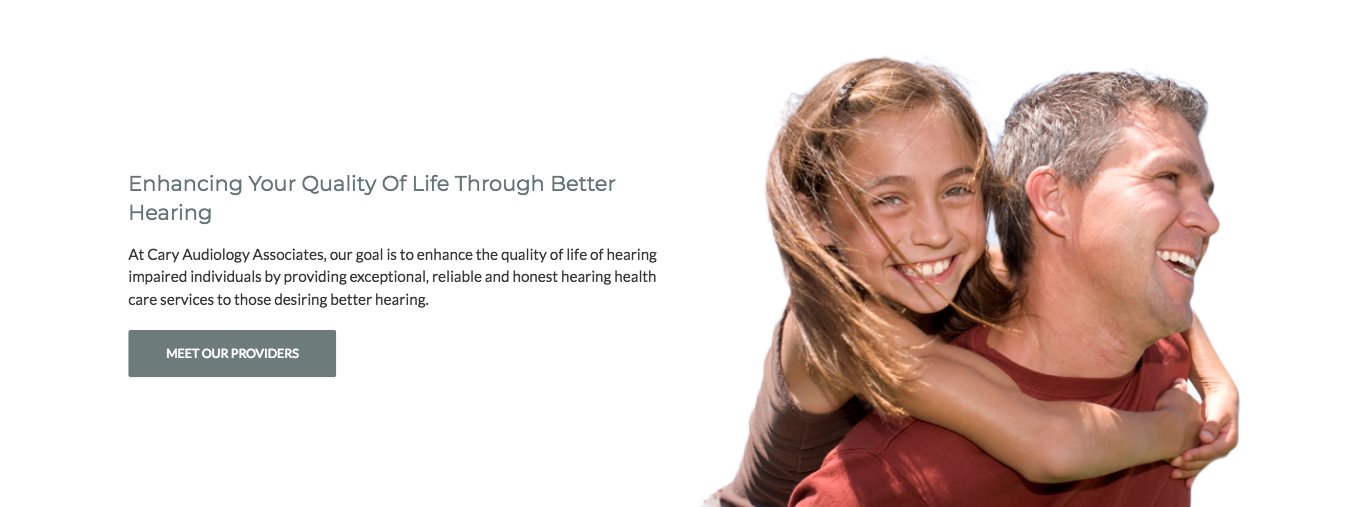 Enhancing Your Quality Of Life Through Better
Hearing
At Cary Audiology Associates, our goal is to enhance the quality of life of hearing
impaired individuals by providing exceptional, reliable and honest hearing health
care services to those desiring better hearing.
MEET OUR PROVIDERS